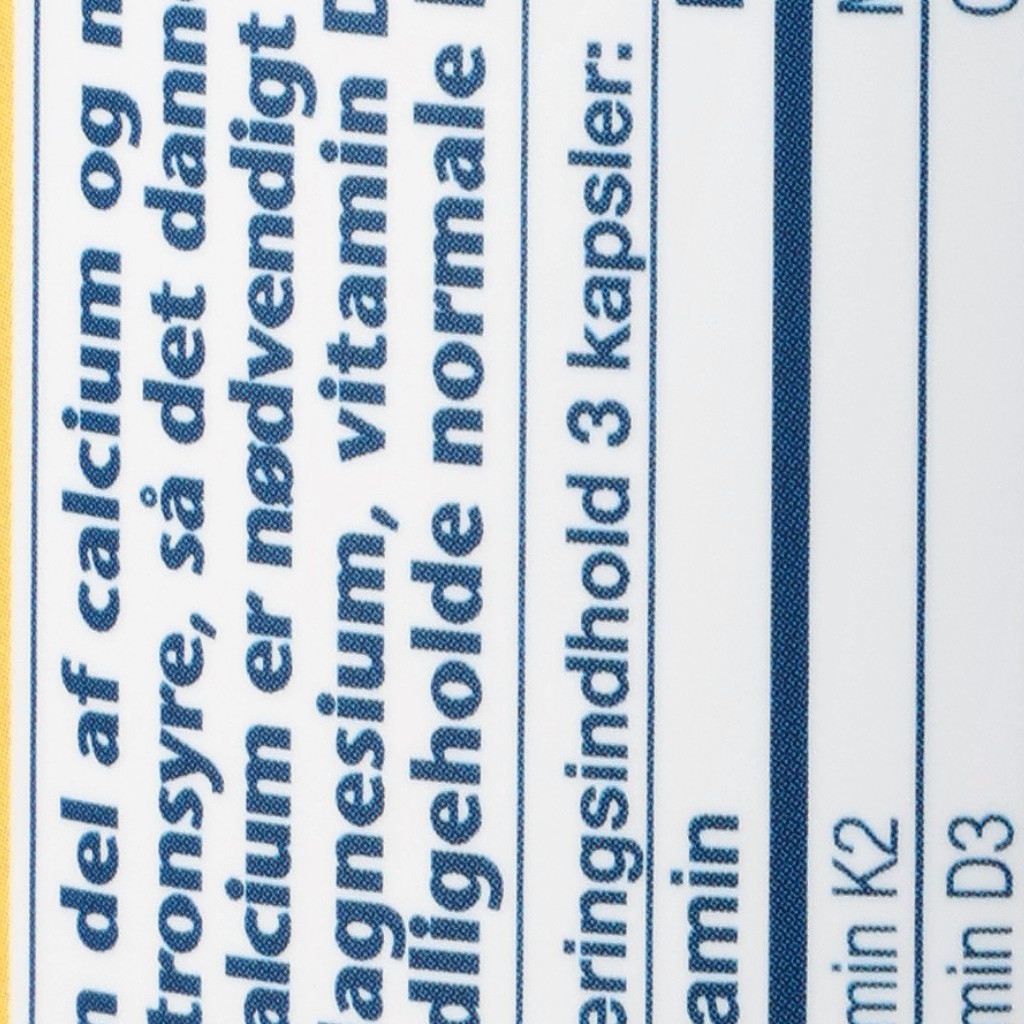 del af calcium og
tronsyre, så det dann
alcium er nødvendigt
agnesium, vitamin D
dligeholde normale
eringsindhold 3 kapsler:
amin
min K2
min D3